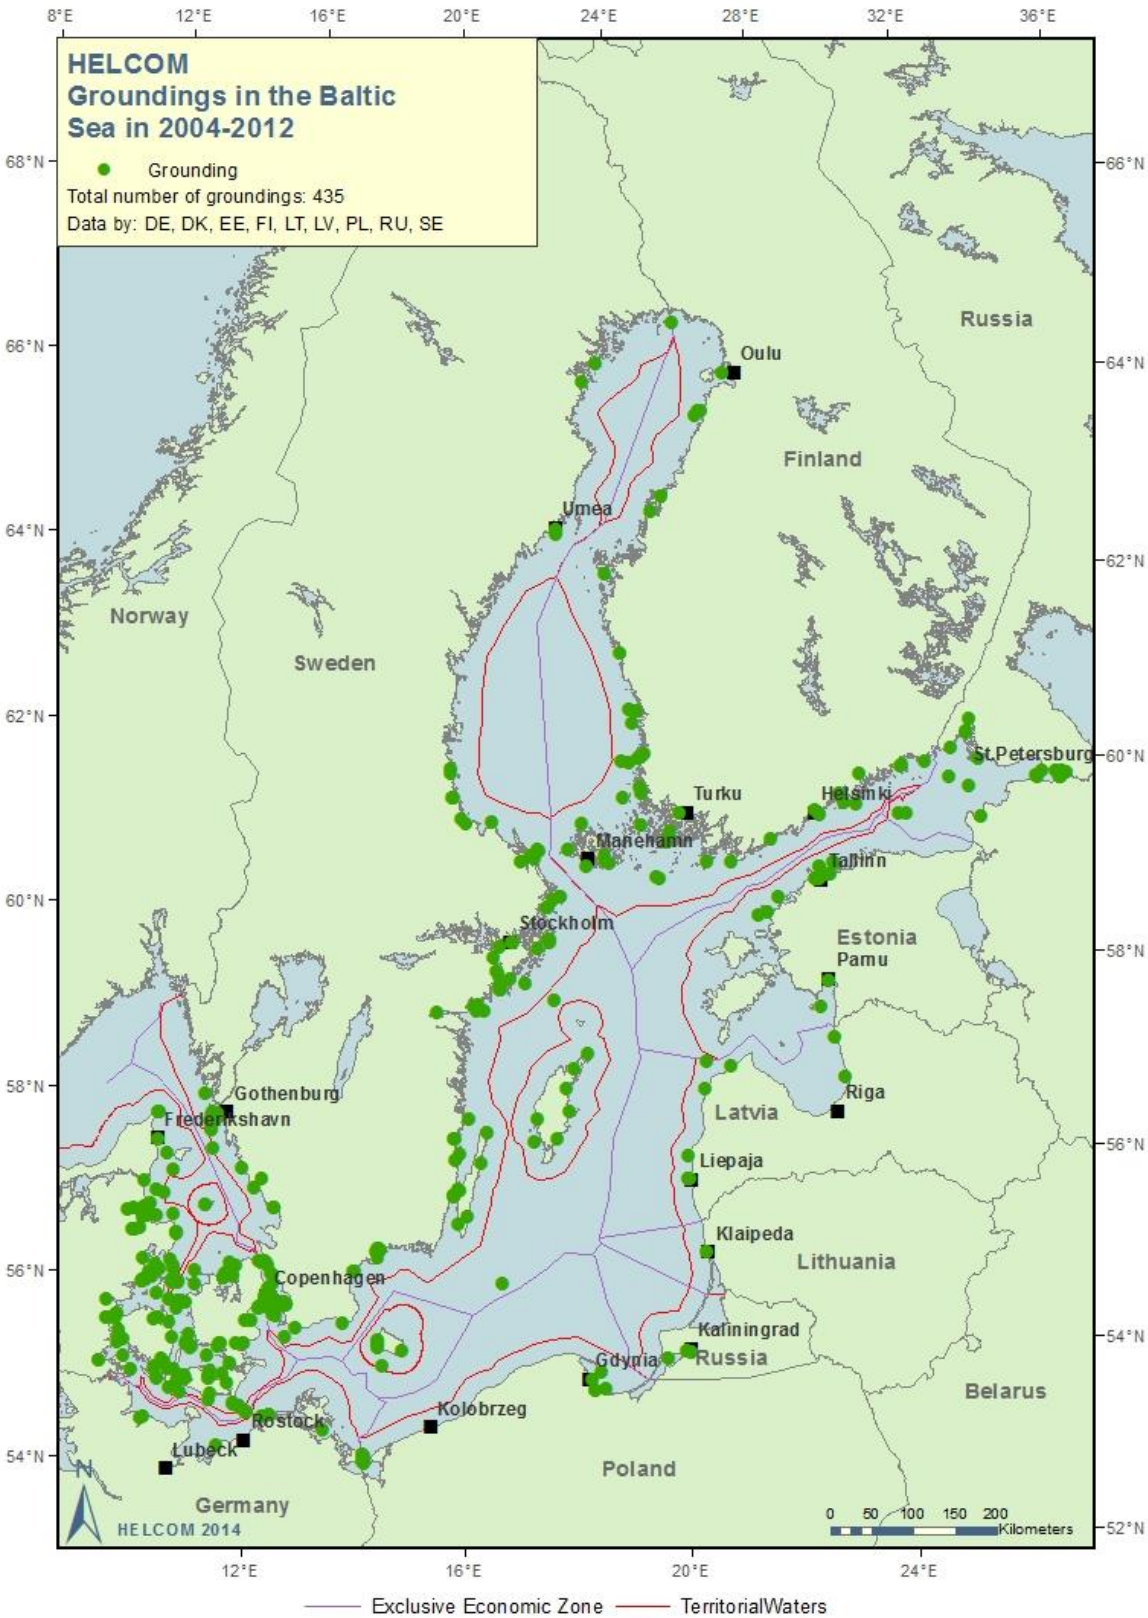 8°E 12°E 16°E 20°E 24°E 28°E 32°E 36°E
HELCOM
Groundings in the Baltic
Sea in 2004-2012
Grounding
Total number of groundings: 435
Data by: DE, DK, EE, FI, LT, LV, PL, RU, SE
68°N
66°N
Russia
66°N
Oulu
64°N
Finland
Umea
64°N
62°N
Norway
Sweden
62°N
St.Petersburg
60°N
Turku
Helsinki
Manehamn
Tallinn
60°N
Stockholm
Estonia
58°N
Parnu
58°N
Gothenburg
Riga
Latvia
Frederikshavn
56°N
Liepaja
Klaipeda
Lithuania
56°N
Copenhagen
Kaliningrad
54°N
Gdynia
Russia
Belarus
Kolobrzeg
Rostock
Lubeck
54°N
Poland
N
Germany
0 50 100 150 200
Kilometers
HELCOM 2014
52°N
12°E 16°E 20°E 24°E
Exclusive Economic Zone
TerritorialWaters